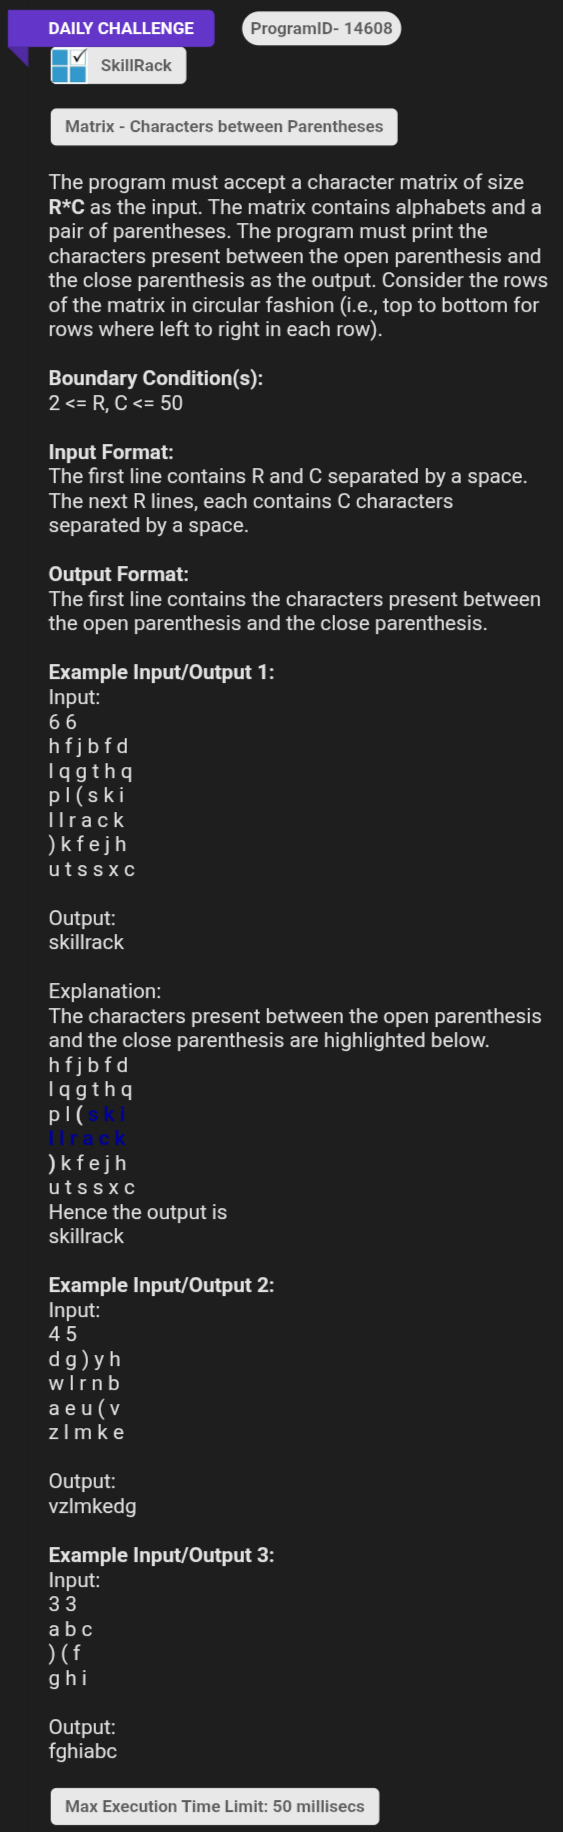 DAILY CHALLENGE
ProgramID- 14608
SkillRack
Matrix - Characters between Parentheses
The program must accept a character matrix of size
R*C as the input. The matrix contains alphabets and a
pair of parentheses. The program must print the
characters present between the open parenthesis and
the close parenthesis as the output. Consider the rows
of the matrix in circular fashion (i.e., top to bottom for
rows where left to right in each row).
Boundary Condition(s):
2 <= R, C <= 50
Input Format:
The first line contains R and C separated by a space.
The next R lines, each contains C characters
separated by a space.
Output Format:
The first line contains the characters present between
the open parenthesis and the close parenthesis.
Example Input/Output 1:
Input:
6 6
h f j b f d
l q g t h q
p l ( s k i
l l r a c k
) k f e j h
u t s s x c
Output:
skillrack
Explanation:
The characters present between the open parenthesis
and the close parenthesis are highlighted below.
h f j b f d
l q g t h q
p l ( s k i
l l r a c k
) k f e j h
u t s s x c
Hence the output is
skillrack
Example Input/Output 2:
Input:
4 5
d g ) y h
w l r n b
a e u ( v
z l m k e
Output:
vzlmkedg
Example Input/Output 3:
Input:
3 3
a b c
) ( f
g h i
Output:
fghiabc
Max Execution Time Limit: 50 millisecs